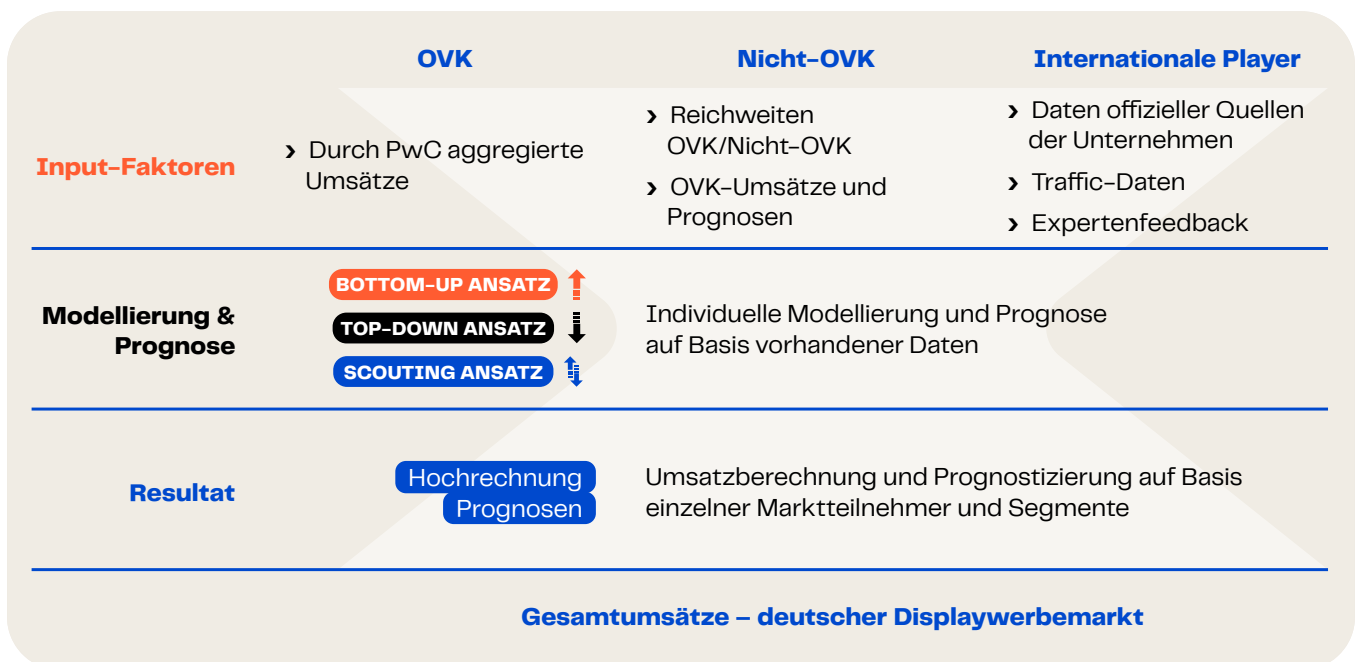 OVK
Nicht-OVK
Internationale Player
Input-Faktoren
› Durch PwC aggregierte
Umsätze
› Reichweiten
OVK/Nicht-OVK
› OVK-Umsätze und
Prognosen
› Daten offizieller Quellen
der Unternehmen
› Traffic-Daten
› Expertenfeedback
Modellierung &
Prognose
BOTTOM-UP ANSATZ
TOP-DOWN ANSATZ
SCOUTING ANSATZ
Individuelle Modellierung und Prognose
auf Basis vorhandener Daten
Resultat
Hochrechnung
Prognosen
Umsatzberechnung und Prognostizierung auf Basis
einzelner Marktteilnehmer und Segmente
Gesamtumsätze – deutscher Displaywerbemarkt